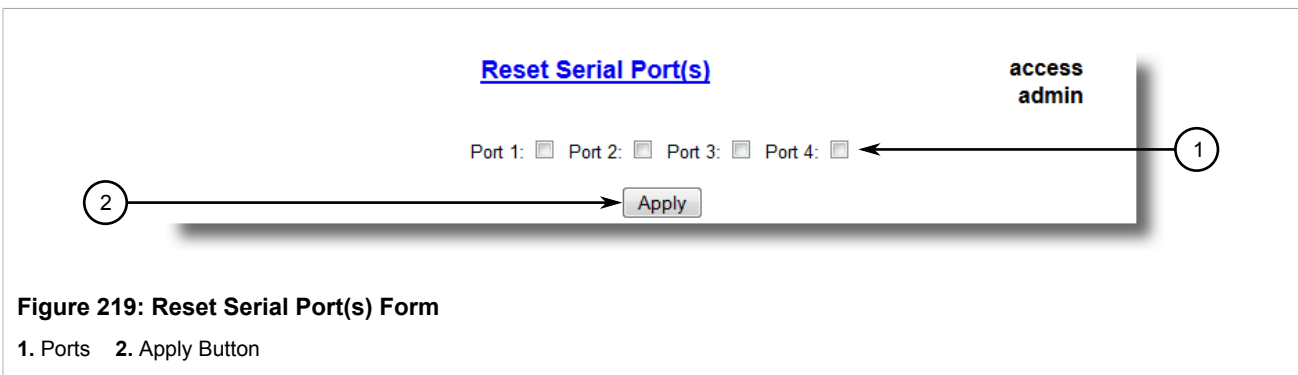 Reset Serial Port(s)
access
admin
Port 1: Port 2: Port 3: Port 4:
1
2
Apply
Figure 219: Reset Serial Port(s) Form
1. Ports 2. Apply Button